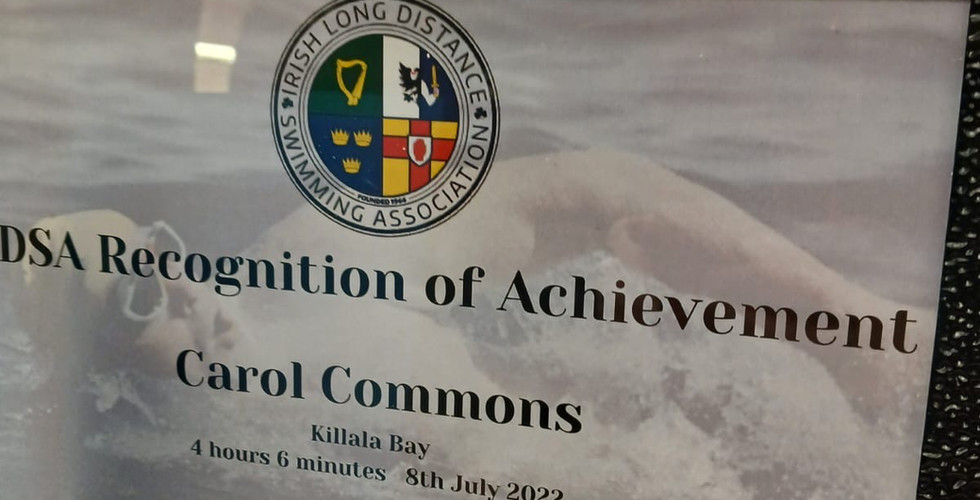 IRISH LONG DISTANCE
SWIMMING ASSOCIATION
FOUNDED 1964
DSA Recognition of Achievement
Carol Commons
Killala Bay
4 hours 6 minutes 8th July 2022